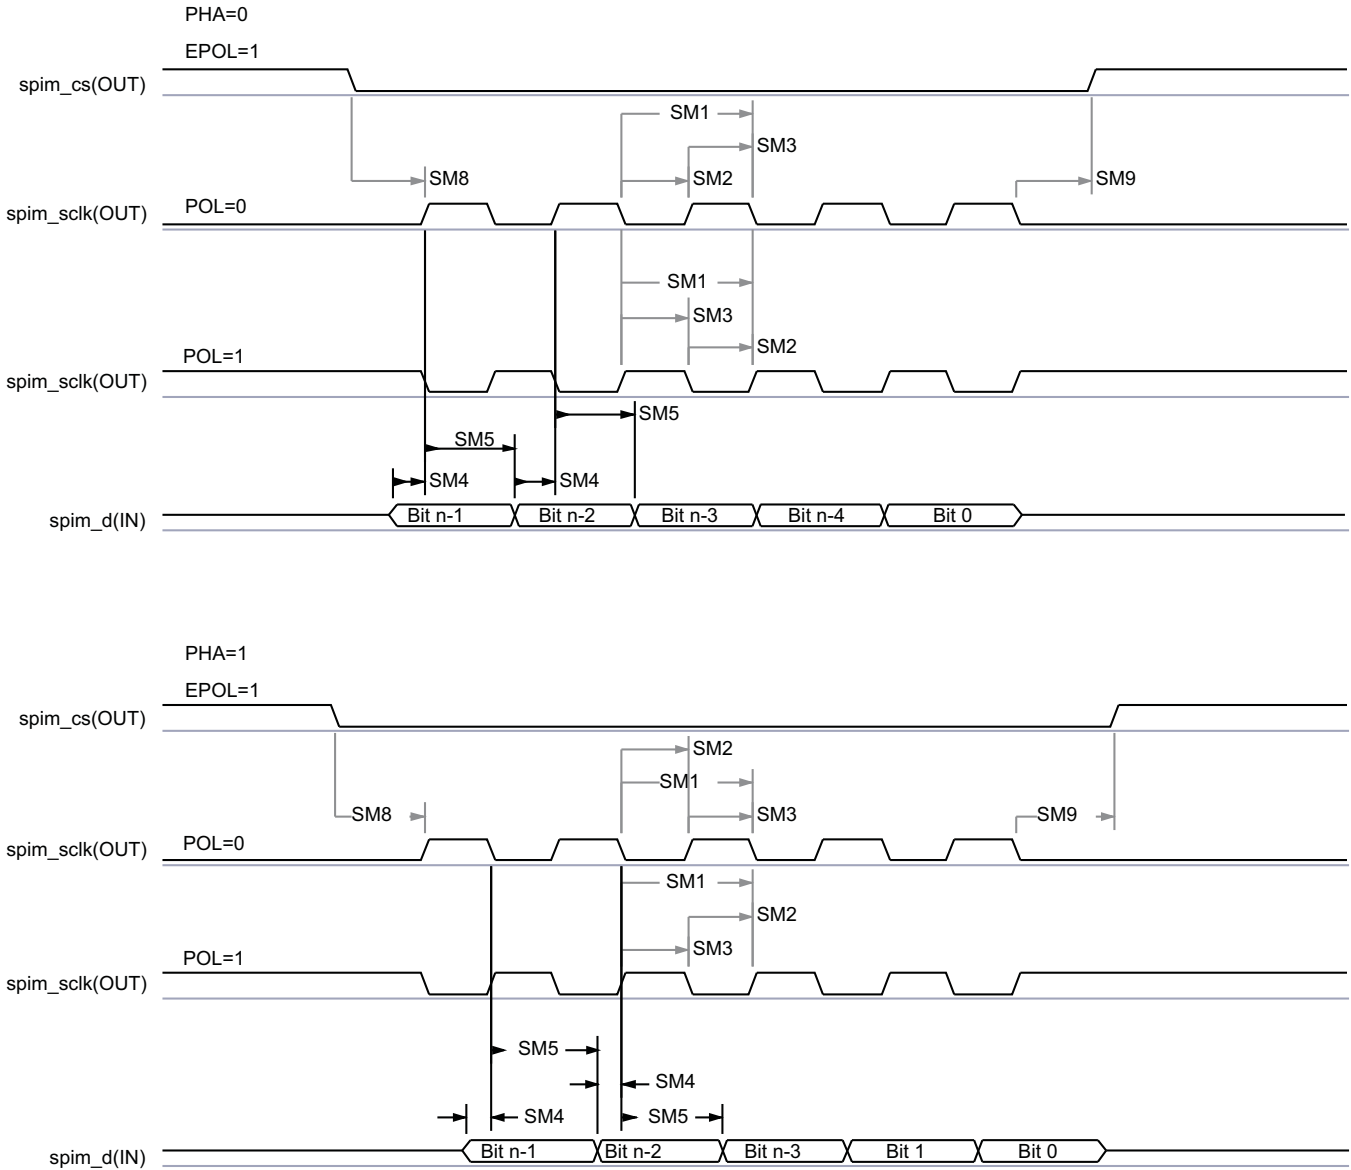 PHA=0
EPOL=1
spim_cs(OUT)
SM1
SM3
SM8
SM2
SM9
POL=0
spim_sclk(OUT)
SM1
SM3
SM2
POL=1
spim_sclk(OUT)
SM5
SM5
SM4
SM4
spim_d(IN)
Bit n-1
Bit n-2
Bit n-3
Bit n-4
Bit 0
PHA=1
EPOL=1
spim_cs(OUT)
SM2
SM1
SM8
SM3
SM9
POL=0
spim_sclk(OUT)
SM1
SM2
SM3
POL=1
spim_sclk(OUT)
SM5
SM4
SM4
SM5
spim_d(IN)
Bit n-1
Bit n-2
Bit n-3
Bit 1
Bit 0